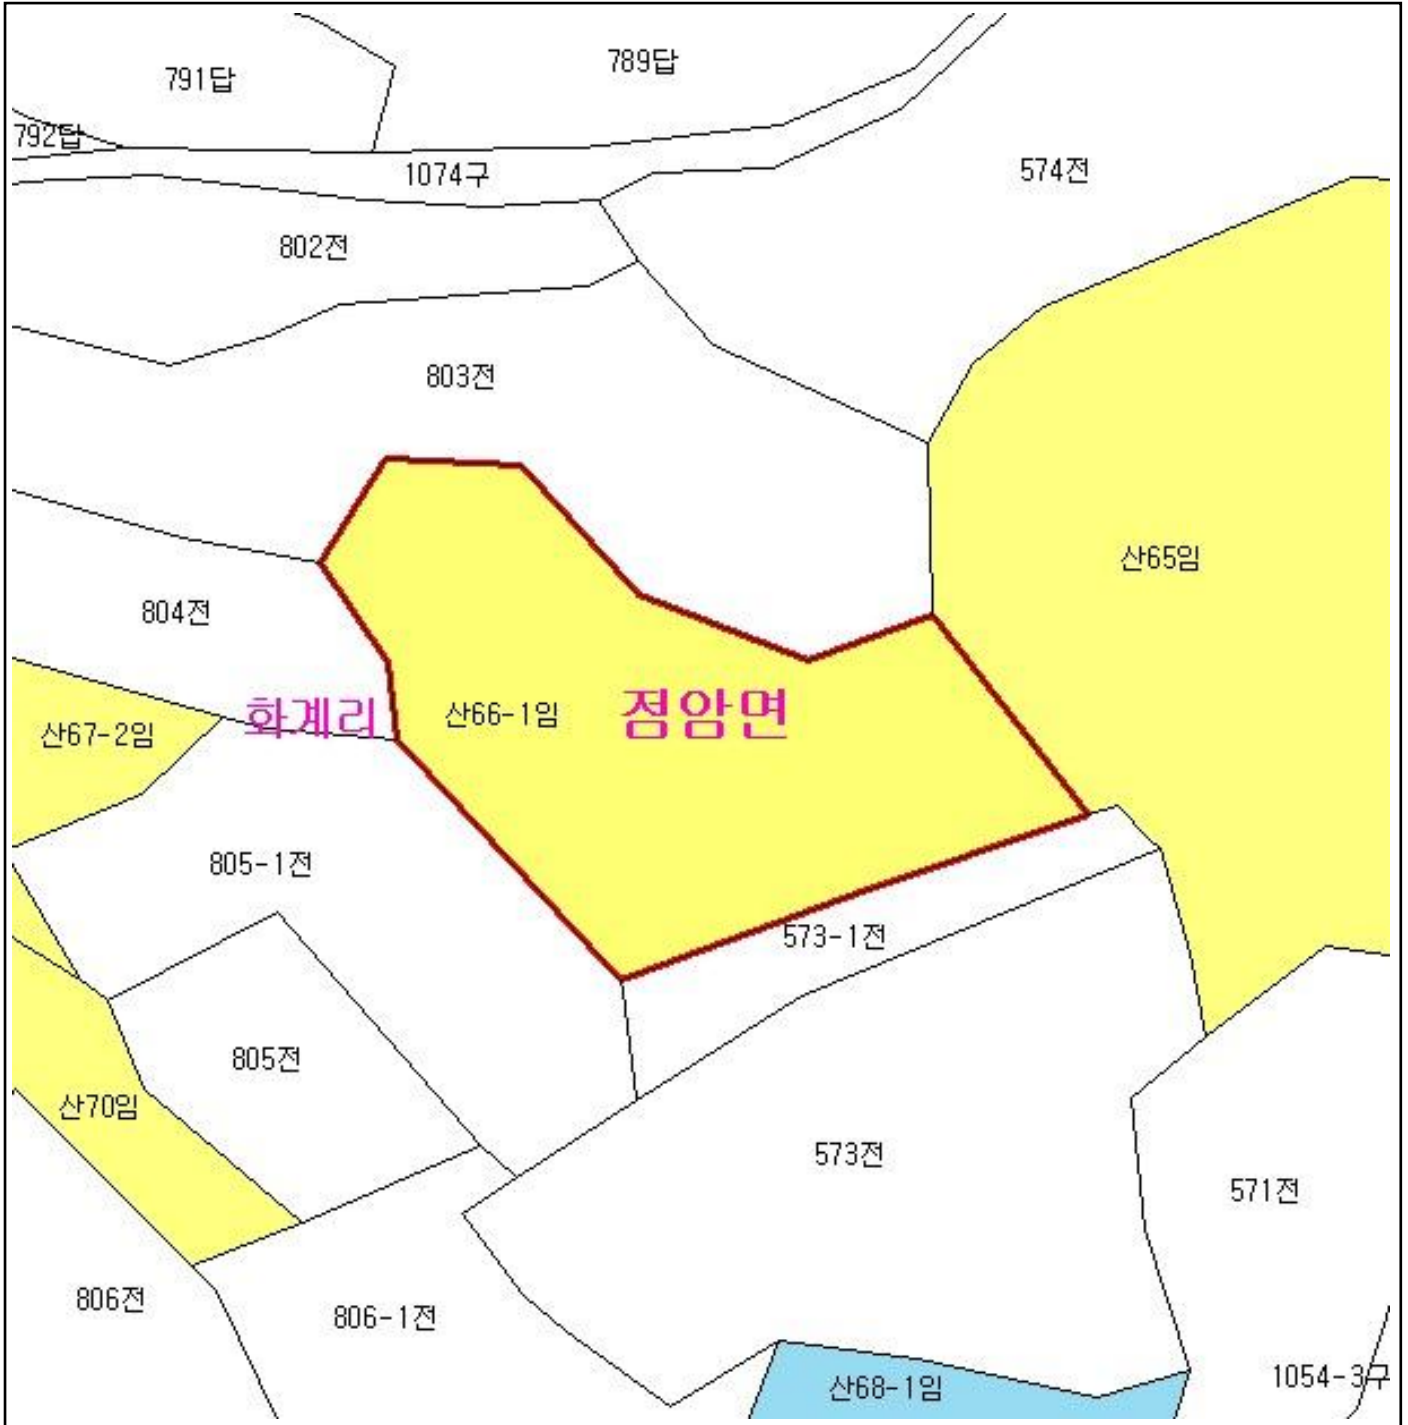 789답
791답
792답
1074구
574전
802전
803전
산65임
804전
산66-1임
점암면
화계리
산67-2임
805-1전
573-1전
805전
산70임
573전
571전
806전
806-1전
1054-3구
산68-1임